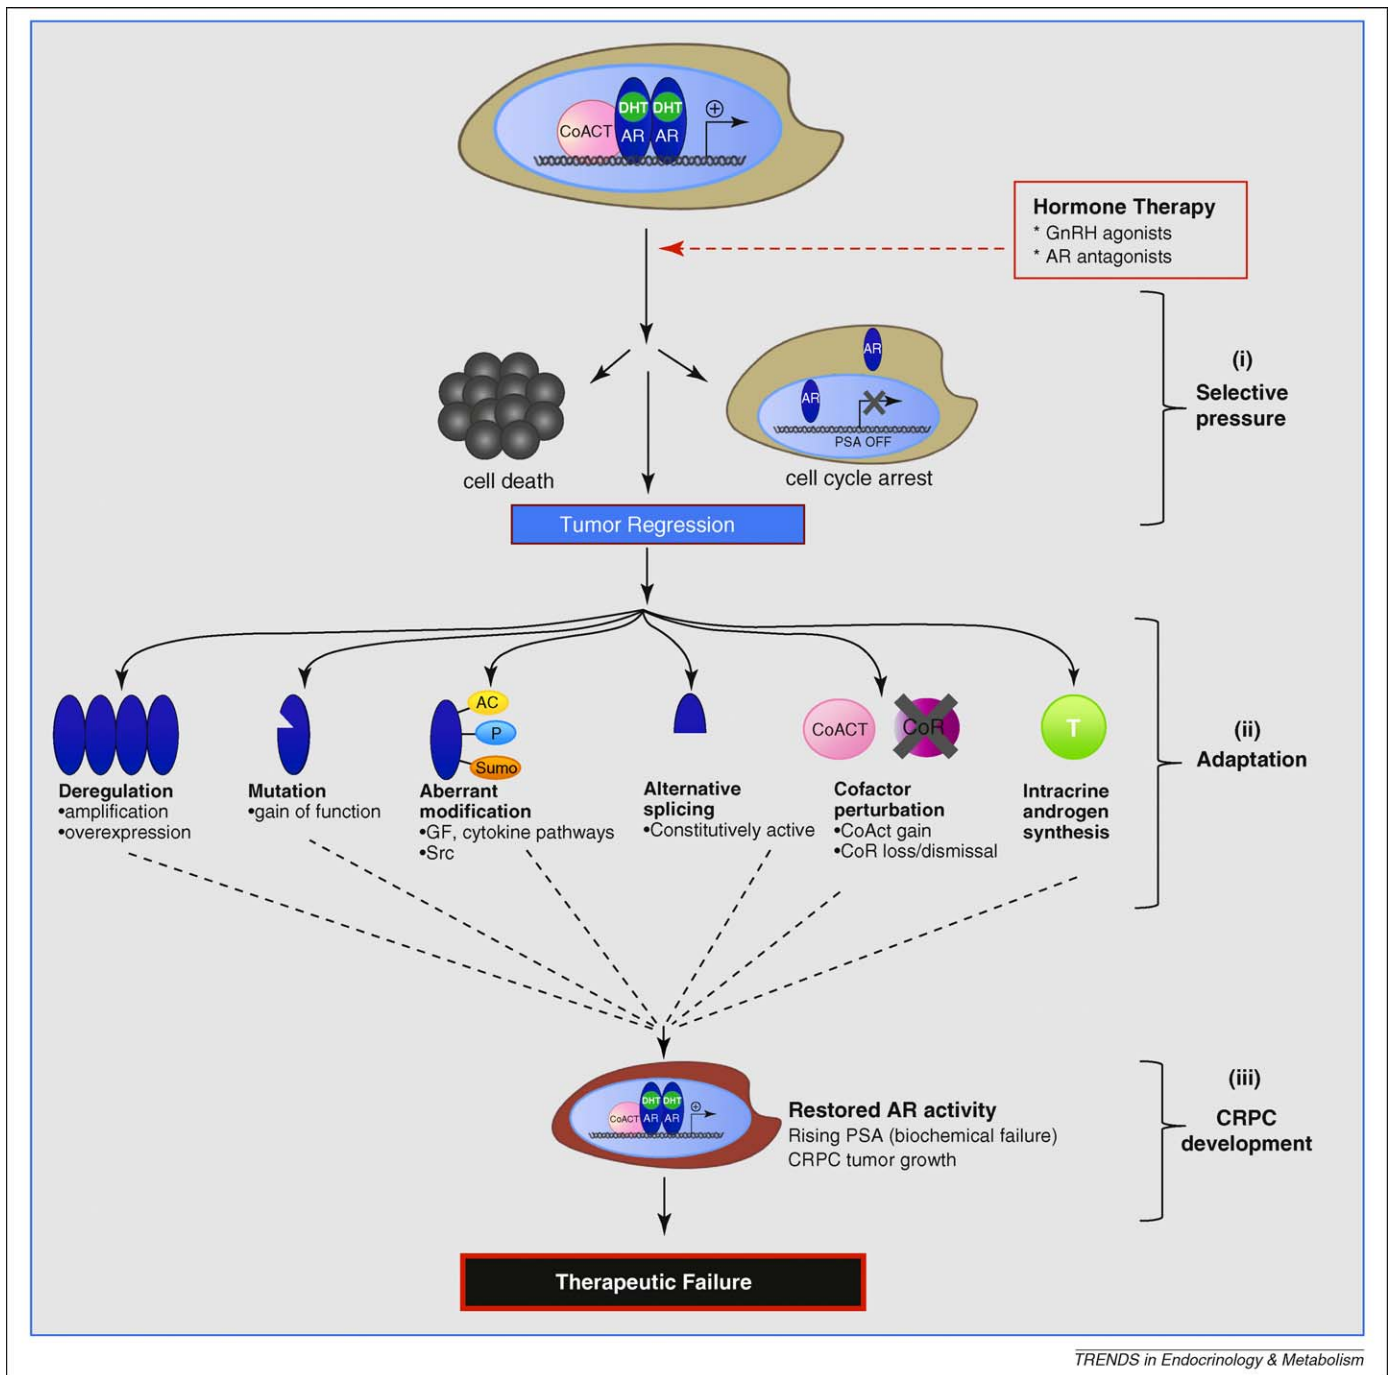 DHT DHT
CoACT AR AR
+
Hormone Therapy
* GnRH agonists
* AR antagonists
(i)
Selective
pressure
AR
AR
PSA OFF
cell death
cell cycle arrest
Tumor Regression
AC
P
Sumo
CoACT
CoR
T
(ii)
Adaptation
Deregulation
•amplification
•overexpression
Mutation
•gain of function
Aberrant
modification
•GF, cytokine pathways
•Src
Alternative
splicing
•Constitutively active
Cofactor
perturbation
•CoAct gain
•CoR loss/dismissal
Intracrine
androgen
synthesis
DHT DHT
CoACT AR AR
+
Restored AR activity
Rising PSA (biochemical failure)
CRPC tumor growth
(iii)
CRPC
development
Therapeutic Failure
TRENDS in Endocrinology & Metabolism